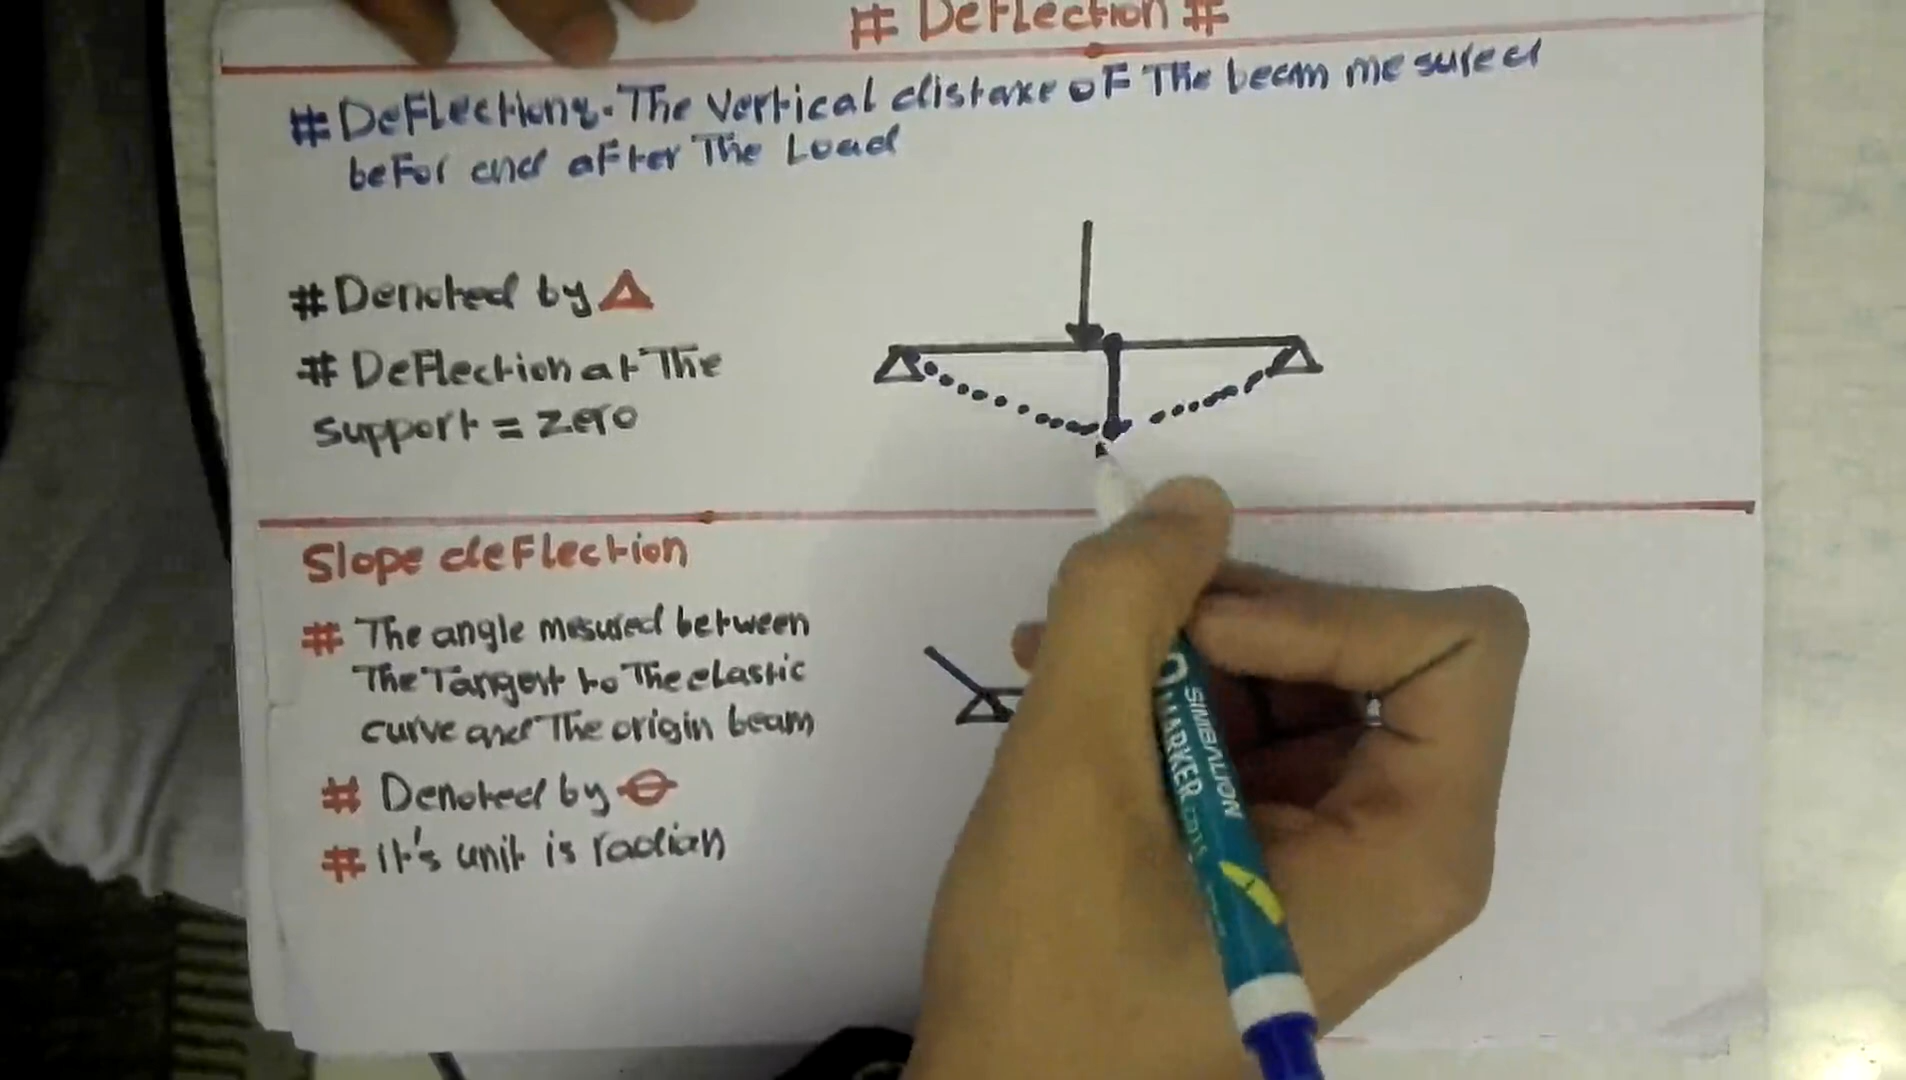 # Deflection #
# Deflection:- The vertical distance of The beam mesured
befor and after The Load
# Denoted by Δ
# Deflection at The
support = zero
Slope deflection
# The angle mesured between
The Tangent to The elastic
curve and The origin beam
# Denoted by ⊖
# it's unit is radian
SIMBALION
MARKER